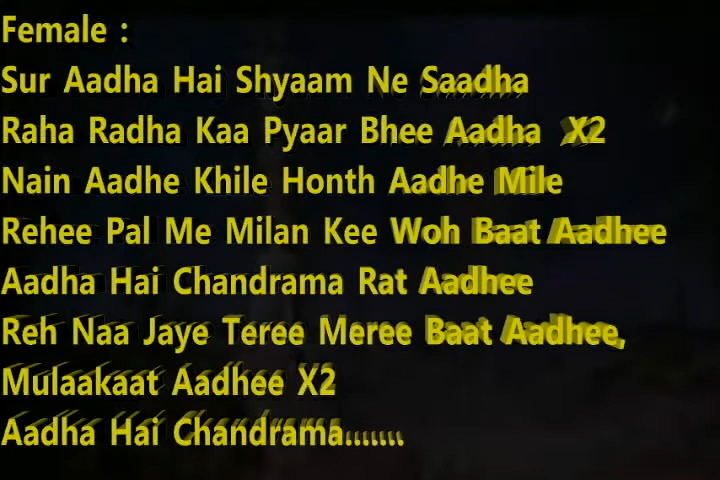 Female :
Sur Aadha Hai Shyaam Ne Saadha
Raha Radha Kaa Pyaar Bhee Aadha X2
Nain Aadhe Khile Honth Aadhe Mile
Rehee Pal Me Milan Kee Woh Baat Aadhee
Aadha Hai Chandrama Rat Aadhee
Reh Naa Jaye Teree Meree Baat Aadhee,
Mulaakaat Aadhee X2
Aadha Hai Chandrama.......